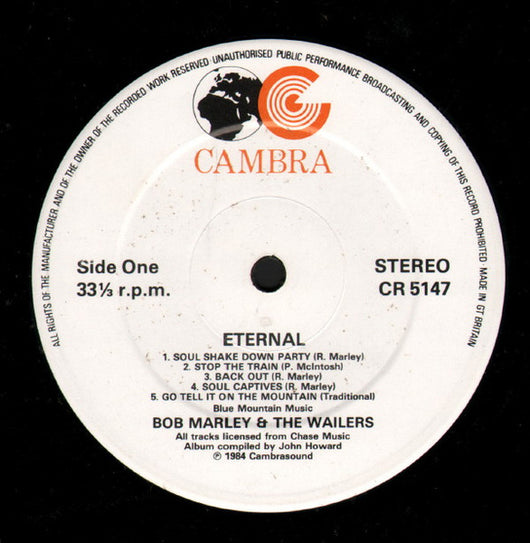 ALL RIGHTS OF THE MANUFACTURER AND OF THE OWNER OF THE RECORDED WORK RESERVED·UNAUTHORISED PUBLIC PERFORMANCE BROADCASTING AND COPYING OF THIS RECORD PROHIBITED·MADE IN GT BRITAIN
CAMBRA
Side One
33⅓ r.p.m.
STEREO
CR 5147
ETERNAL
1. SOUL SHAKE DOWN PARTY (R. Marley)
2. STOP THE TRAIN (P. McIntosh)
3. BACK OUT (R. Marley)
4. SOUL CAPTIVES (R. Marley)
5. GO TELL IT ON THE MOUNTAIN (Traditional)
Blue Mountain Music
BOB MARLEY & THE WAILERS
All tracks licensed from Chase Music
Album compiled by John Howard
℗ 1984 Cambrasound